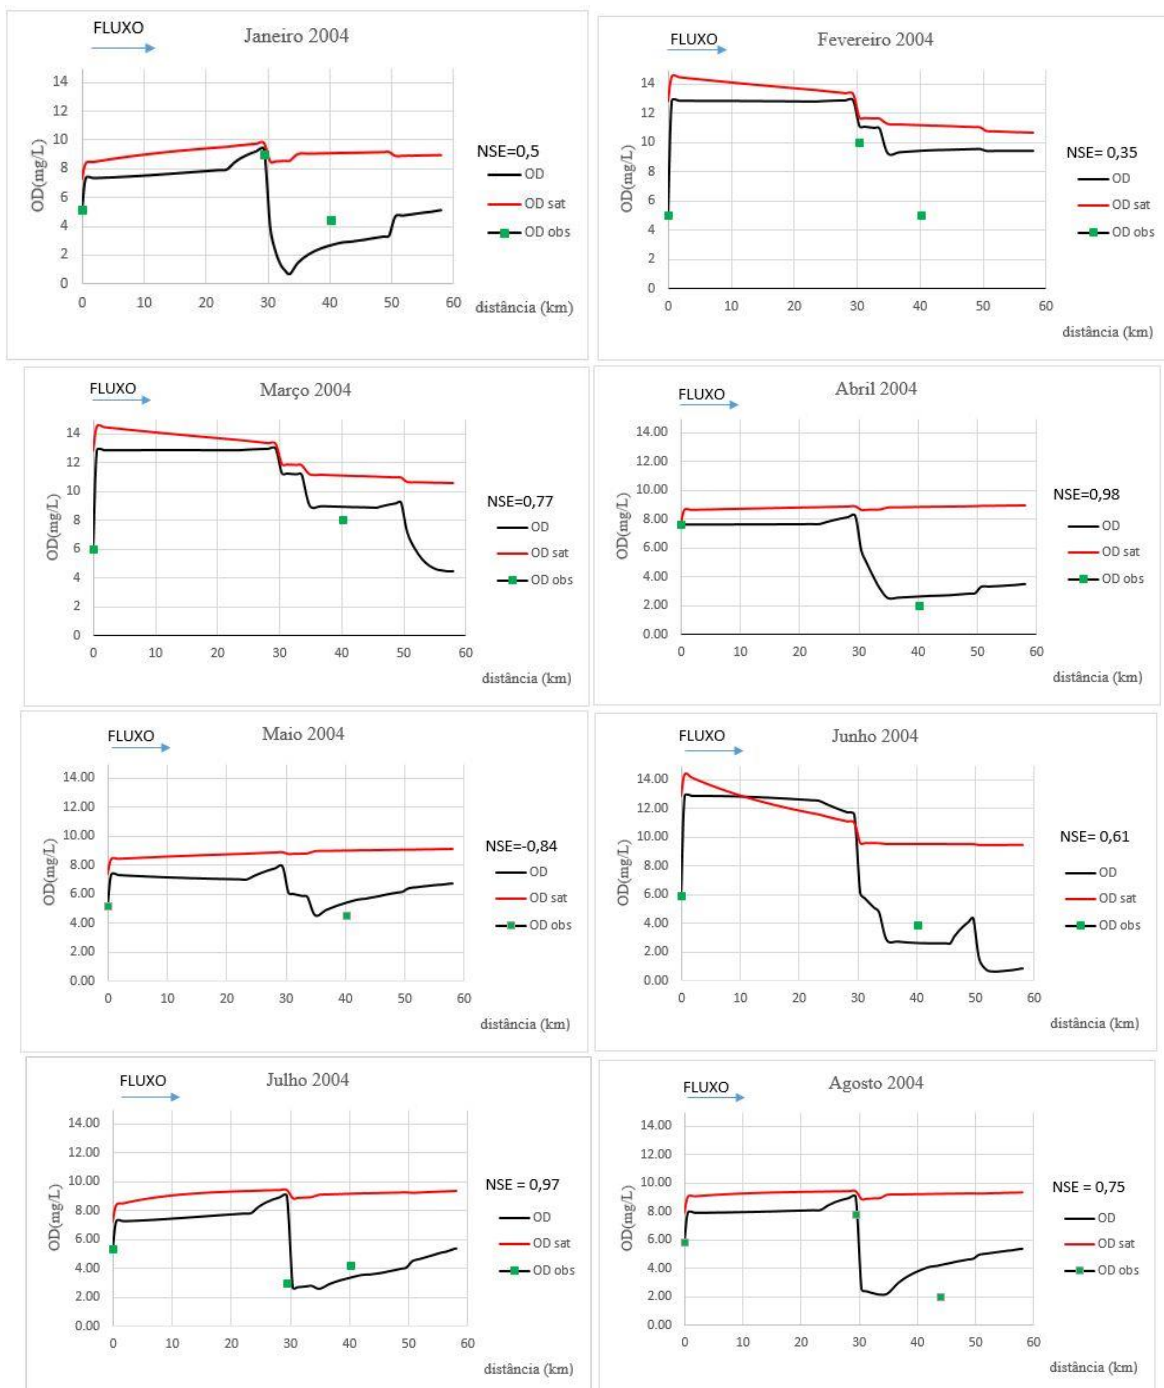 FLUXO
Janeiro 2004
OD(mg/L)
14
12
10
8
6
4
2
0
0 10 20 30 40 50 60
distância (km)
NSE=0,5
OD
OD sat
OD obs
FLUXO
Fevereiro 2004
OD(mg/L)
14
12
10
8
6
4
2
0
0 10 20 30 40 50 60
distância (km)
NSE= 0,35
OD
OD sat
OD obs
FLUXO
Março 2004
OD(mg/L)
14
12
10
8
6
4
2
0
0 10 20 30 40 50 60
distância (km)
NSE=0,77
OD
OD sat
OD obs
FLUXO
Abril 2004
OD(mg/L)
14.00
12.00
10.00
8.00
6.00
4.00
2.00
0.00
0 10 20 30 40 50 60
distância (km)
NSE=0,98
OD
OD sat
OD obs
FLUXO
Maio 2004
OD(mg/L)
14.00
12.00
10.00
8.00
6.00
4.00
2.00
0.00
0 10 20 30 40 50 60
distância (km)
NSE=-0,84
OD
OD sat
OD obs
FLUXO
Junho 2004
OD(mg/L)
14.00
12.00
10.00
8.00
6.00
4.00
2.00
0.00
0 10 20 30 40 50 60
distância (km)
NSE= 0,61
OD
OD sat
OD obs
FLUXO
Julho 2004
OD(mg/L)
14.00
12.00
10.00
8.00
6.00
4.00
2.00
0.00
0 10 20 30 40 50 60
distância (km)
NSE = 0,97
OD
OD sat
OD obs
FLUXO
Agosto 2004
OD(mg/L)
14.00
12.00
10.00
8.00
6.00
4.00
2.00
0.00
0 10 20 30 40 50 60
distância (km)
NSE = 0,75
OD
OD sat
OD obs